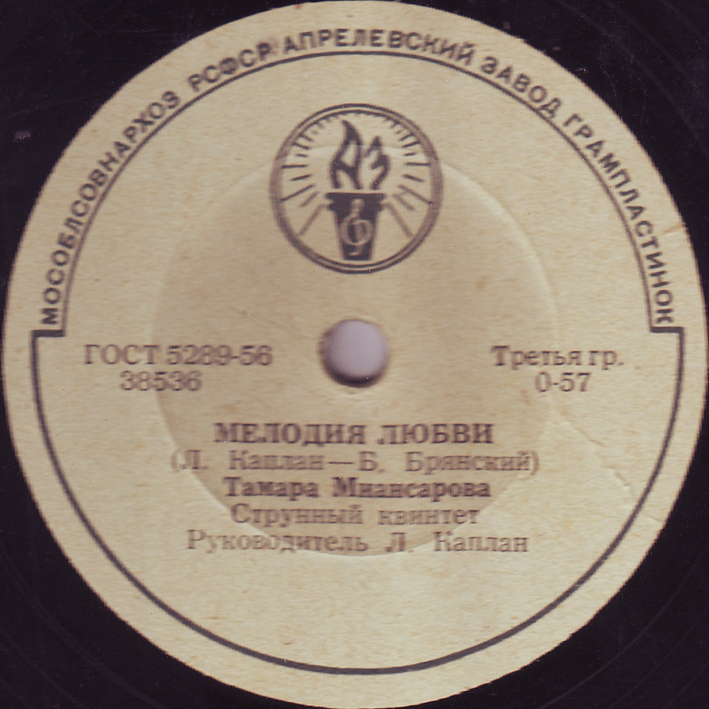 МОСОБЛСОВНАРХОЗ РСФСР АПРЕЛЕВСКИЙ ЗАВОД ГРАМПЛАСТИНОК
АЗ
ГОСТ 5289-56
38536
Третья гр.
0-57
МЕЛОДИЯ ЛЮБВИ
(Л. Каплан — Б. Брянский)
Тамара Миансарова
Струнный квинтет
Руководитель Л. Каплан